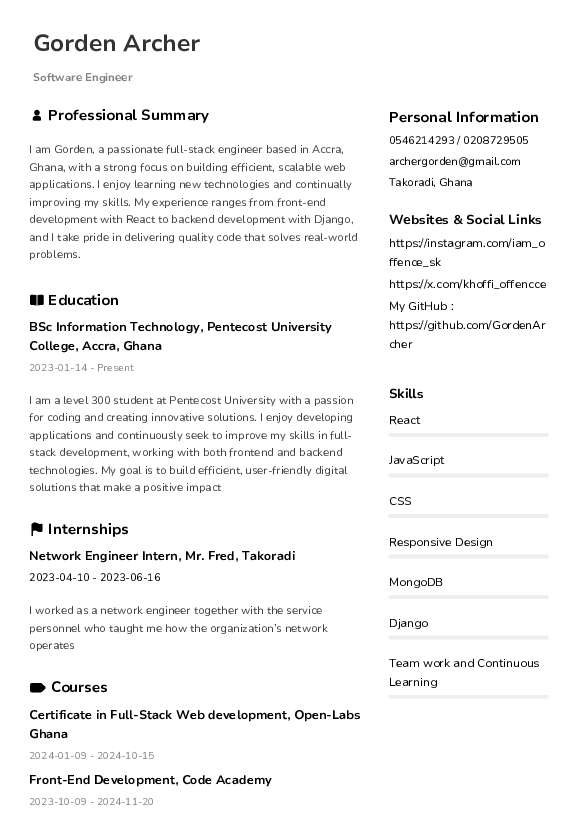 Gorden Archer
Software Engineer
Professional Summary
I am Gorden, a passionate full-stack engineer based in Accra,
Ghana, with a strong focus on building efficient, scalable web
applications. I enjoy learning new technologies and continually
improving my skills. My experience ranges from front-end
development with React to backend development with Django,
and I take pride in delivering quality code that solves real-world
problems.
Education
BSc Information Technology, Pentecost University
College, Accra, Ghana
2023-01-14 - Present
I am a level 300 student at Pentecost University with a passion
for coding and creating innovative solutions. I enjoy developing
applications and continuously seek to improve my skills in full-
stack development, working with both frontend and backend
technologies. My goal is to build efficient, user-friendly digital
solutions that make a positive impact
Internships
Network Engineer Intern, Mr. Fred, Takoradi
2023-04-10 - 2023-06-16
I worked as a network engineer together with the service
personnel who taught me how the organization's network
operates
Courses
Certificate in Full-Stack Web development, Open-Labs
Ghana
2024-01-09 - 2024-10-15
Front-End Development, Code Academy
2023-10-09 - 2024-11-20
Personal Information
0546214293 / 0208729505
archergorden@gmail.com
Takoradi, Ghana
Websites & Social Links
https://instagram.com/iam_o
ffence_sk
https://x.com/khoffi_offencce
My GitHub :
https://github.com/GordenAr
cher
Skills
React
JavaScript
CSS
Responsive Design
MongoDB
Django
Team work and Continuous
Learning